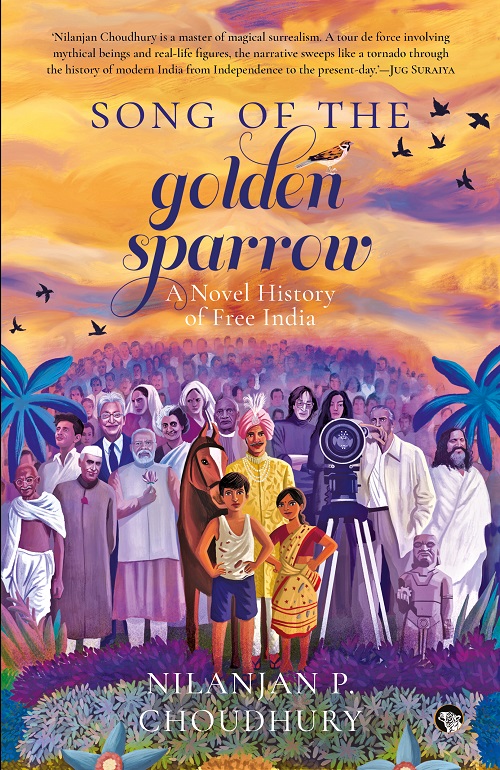 ‘Nilanjan Choudhury is a master of magical surrealism. A tour de force involving
mythical beings and real-life figures, the narrative sweeps like a tornado through
the history of modern India from Independence to the present-day.’—JUG SURAIYA
SONG OF THE
golden
sparrow
A Novel History
of Free India
NILANJAN P.
CHOUDHURY